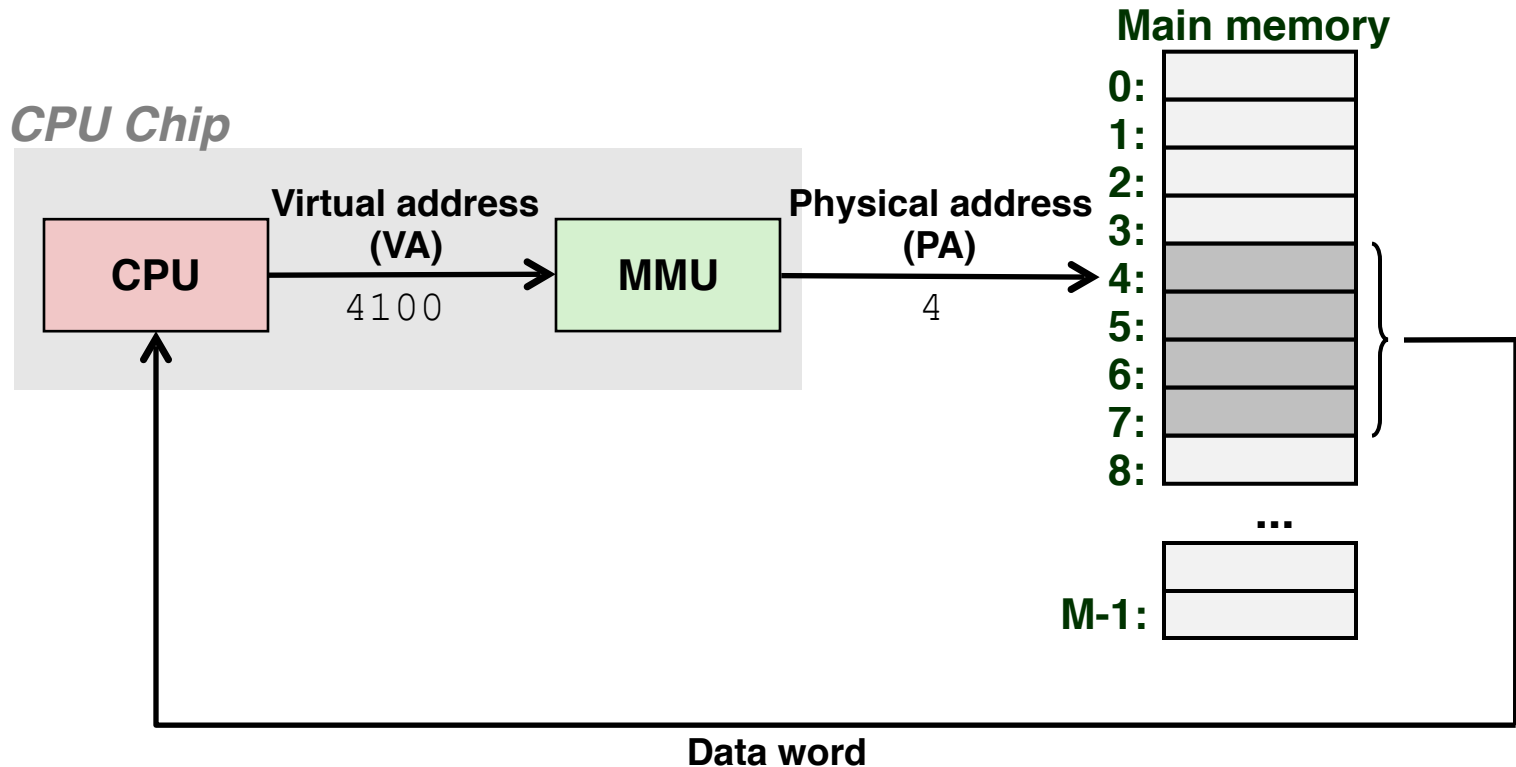 Main memory
CPU Chip
Virtual address
(VA)
4100
CPU
MMU
Physical address
(PA)
4
0:
1:
2:
3:
4:
5:
6:
7:
8:
...
M-1:
Data word